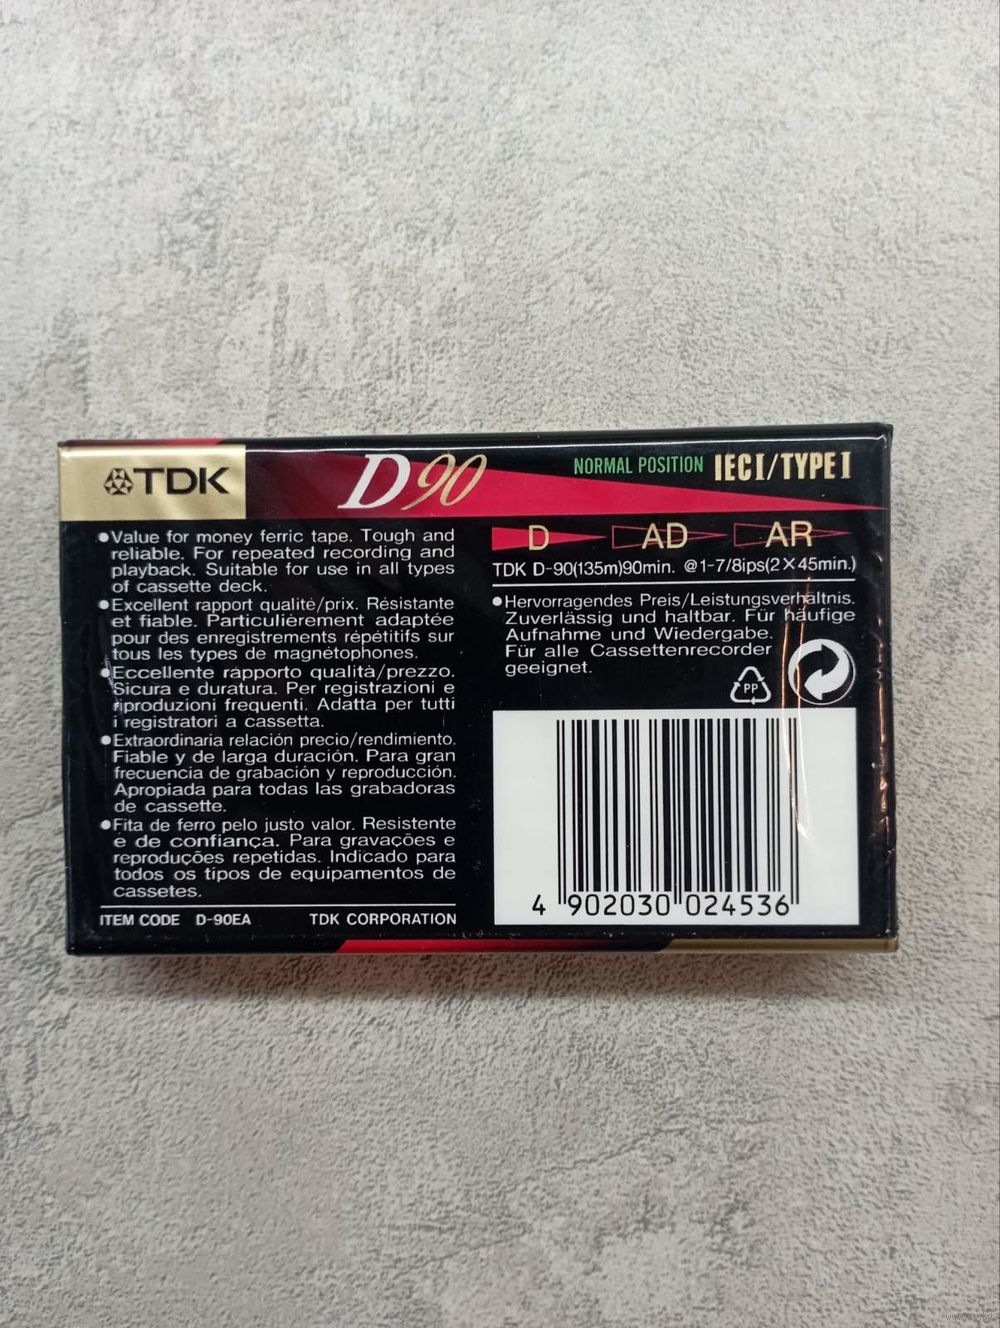 TDK
D90
NORMAL POSITION IEC I/TYPE I
●Value for money ferric tape. Tough and
reliable. For repeated recording and
playback. Suitable for use in all types
of cassette deck.
●Excellent rapport qualité/prix. Résistante
et fiable. Particulièrement adaptée
pour des enregistrements répétitifs sur
tous les types de magnétophones.
●Eccellente rapporto qualità/prezzo.
Sicura e duratura. Per registrazioni e
riproduzioni frequenti. Adatta per tutti
i registratori a cassetta.
●Extraordinaria relación precio/rendimiento.
Fiable y de larga duración. Para gran
frecuencia de grabación y reproducción.
Apropiada para todas las grabadoras
de cassette.
●Fita de ferro pelo justo valor. Resistente
e de confiança. Para gravações e
reproduções repetidas. Indicado para
todos os tipos de equipamentos de
cassetes.
ITEM CODE D-90EA TDK CORPORATION
D AD AR
TDK D-90(135m)90min. @1-7/8ips(2×45min.)
●Hervorragendes Preis/Leistungsverhältnis.
Zuverlässig und haltbar. Für häufige
Aufnahme und Wiedergabe.
Für alle Cassettenrecorder
geeignet.
PP
4 902030 024536